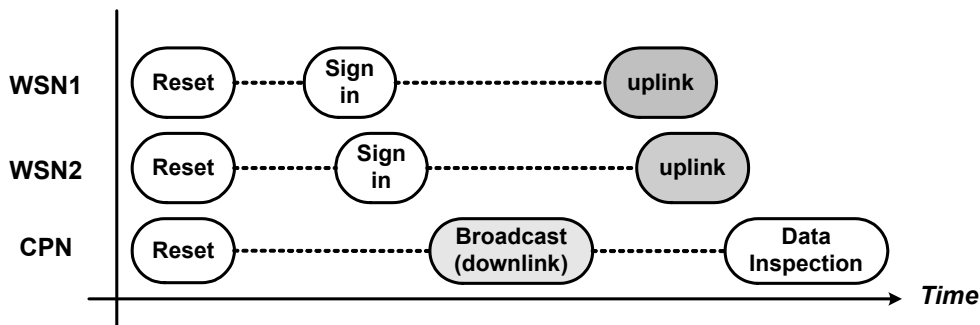 WSN1
Reset
Sign
in
uplink
WSN2
Reset
Sign
in
uplink
CPN
Reset
Broadcast
(downlink)
Data
Inspection
Time